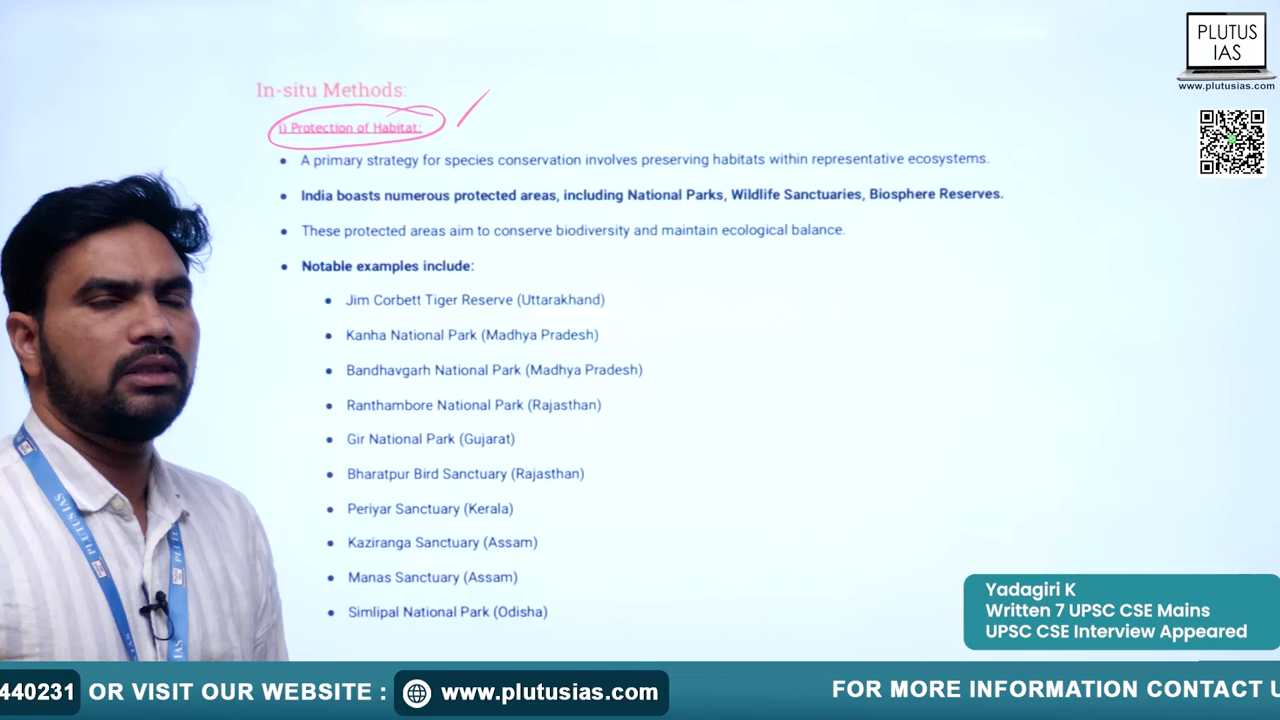 PLUTUS
IAS
www.plutusias.com
In-situ Methods:
i) Protection of Habitat:
• A primary strategy for species conservation involves preserving habitats within representative ecosystems.
• India boasts numerous protected areas, including National Parks, Wildlife Sanctuaries, Biosphere Reserves.
• These protected areas aim to conserve biodiversity and maintain ecological balance.
• Notable examples include:
• Jim Corbett Tiger Reserve (Uttarakhand)
• Kanha National Park (Madhya Pradesh)
• Bandhavgarh National Park (Madhya Pradesh)
• Ranthambore National Park (Rajasthan)
• Gir National Park (Gujarat)
• Bharatpur Bird Sanctuary (Rajasthan)
• Periyar Sanctuary (Kerala)
• Kaziranga Sanctuary (Assam)
• Manas Sanctuary (Assam)
• Simlipal National Park (Odisha)
PLUTUSIAS
Yadagiri K
Written 7 UPSC CSE Mains
UPSC CSE Interview Appeared
440231 OR VISIT OUR WEBSITE : www.plutusias.com FOR MORE INFORMATION CONTACT U